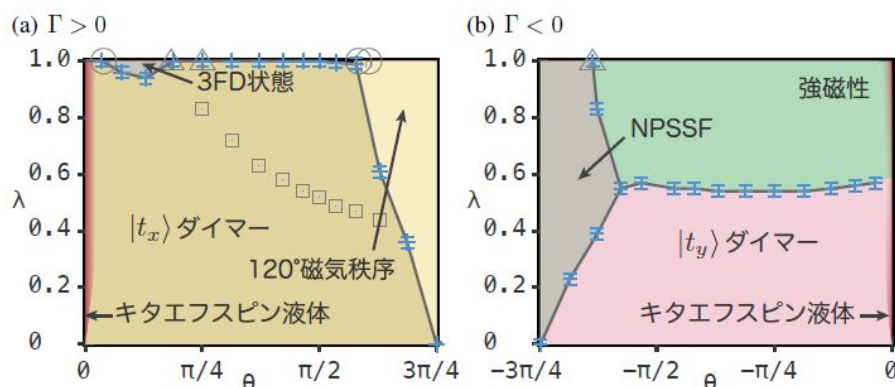 (a) Γ > 0
(b) Γ < 0
1.0
0.8
0.6
λ
0.4
0.2
0
3FD状態
|t_x⟩ダイマー
120°磁気秩序
キタエフスピン液体
0
π/4
θ
π/2
3π/4
1.0
0.8
0.6
λ
0.4
0.2
0
強磁性
NPSSF
|t_y⟩ダイマー
キタエフスピン液体
−3π/4
−π/2
θ
−π/4
0